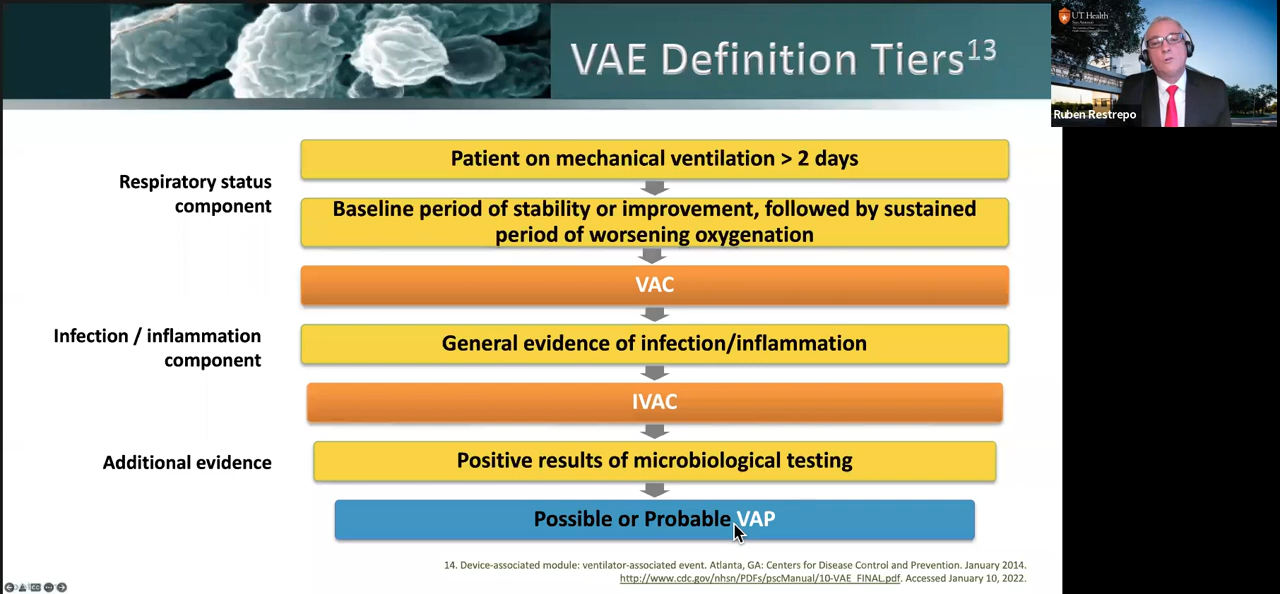 VAE Definition Tiers13
UT Health
Ruben Restrepo
Patient on mechanical ventilation > 2 days
Respiratory status
component
Baseline period of stability or improvement, followed by sustained
period of worsening oxygenation
VAC
Infection / inflammation
component
General evidence of infection/inflammation
IVAC
Additional evidence
Positive results of microbiological testing
Possible or Probable VAP
14. Device-associated module: ventilator-associated event. Atlanta, GA: Centers for Disease Control and Prevention. January 2014.
http://www.cdc.gov/nhsn/PDFs/pscManual/10-VAE_FINAL.pdf. Accessed January 10, 2022.